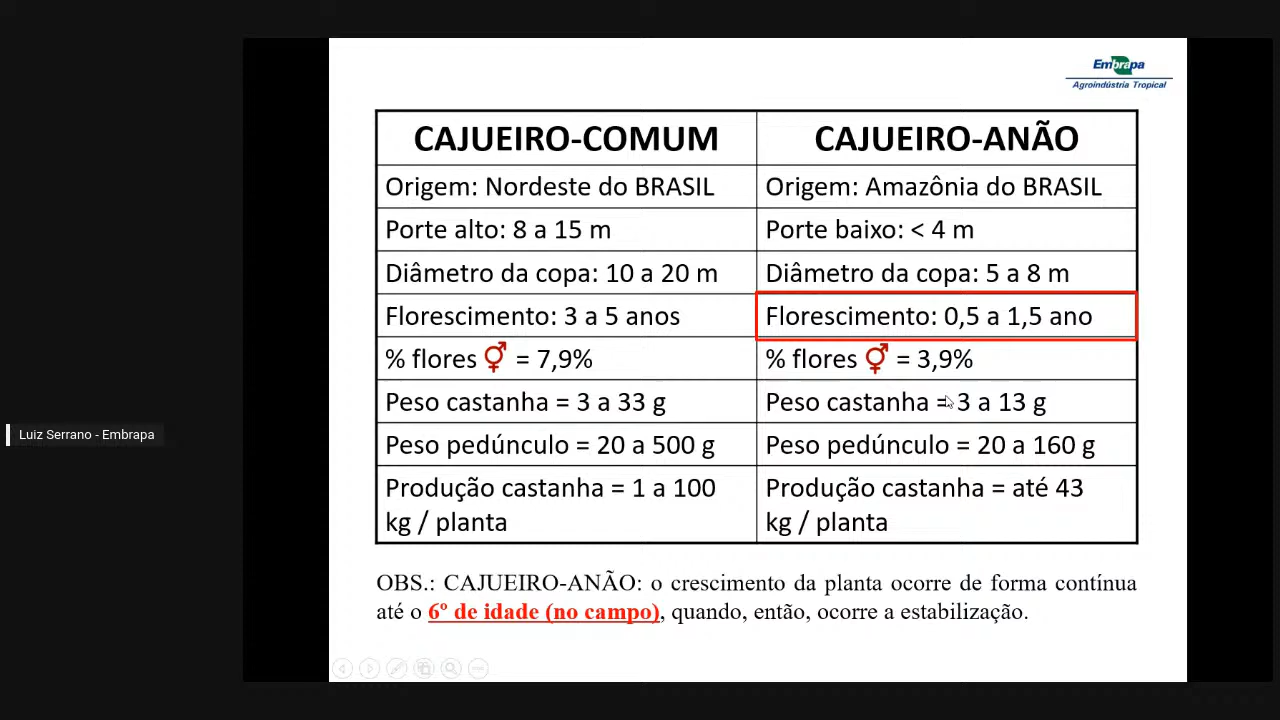 Embrapa
Agroindústria Tropical
CAJUEIRO-COMUM
CAJUEIRO-ANÃO
Origem: Nordeste do BRASIL
Origem: Amazônia do BRASIL
Porte alto: 8 a 15 m
Porte baixo: < 4 m
Diâmetro da copa: 10 a 20 m
Diâmetro da copa: 5 a 8 m
Florescimento: 3 a 5 anos
Florescimento: 0,5 a 1,5 ano
% flores ⚥ = 7,9%
% flores ⚥ = 3,9%
Peso castanha = 3 a 33 g
Peso castanha = 3 a 13 g
Peso pedúnculo = 20 a 500 g
Peso pedúnculo = 20 a 160 g
Produção castanha = 1 a 100
kg / planta
Produção castanha = até 43
kg / planta
OBS.: CAJUEIRO-ANÃO: o crescimento da planta ocorre de forma contínua
até o 6º de idade (no campo), quando, então, ocorre a estabilização.
Luiz Serrano - Embrapa